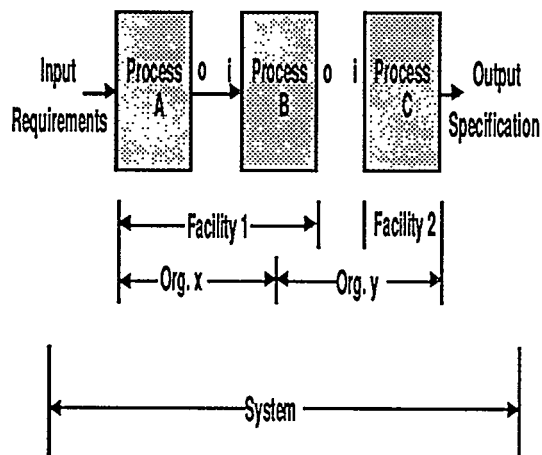 Input
Requirements
Process
A
o i
Process
B
o i
Process
C
Output
Specification
Facility 1
Facility 2
Org. x
Org. y
System